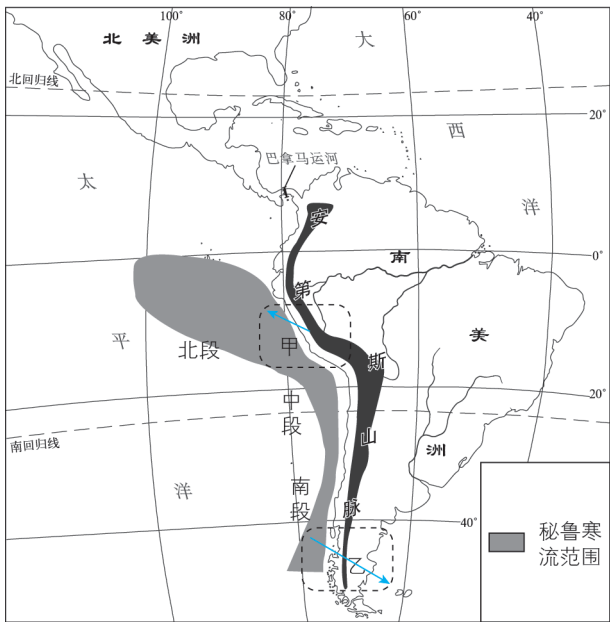 100°
80°
60°
北美洲
大
北回归线
20°
西
巴拿马运河
太
洋
安
0°
南
第
平
北段
甲
美
斯
20°
中段
南回归线
山
洲
洋
南段
脉
40°
秘鲁寒
流范围
乙